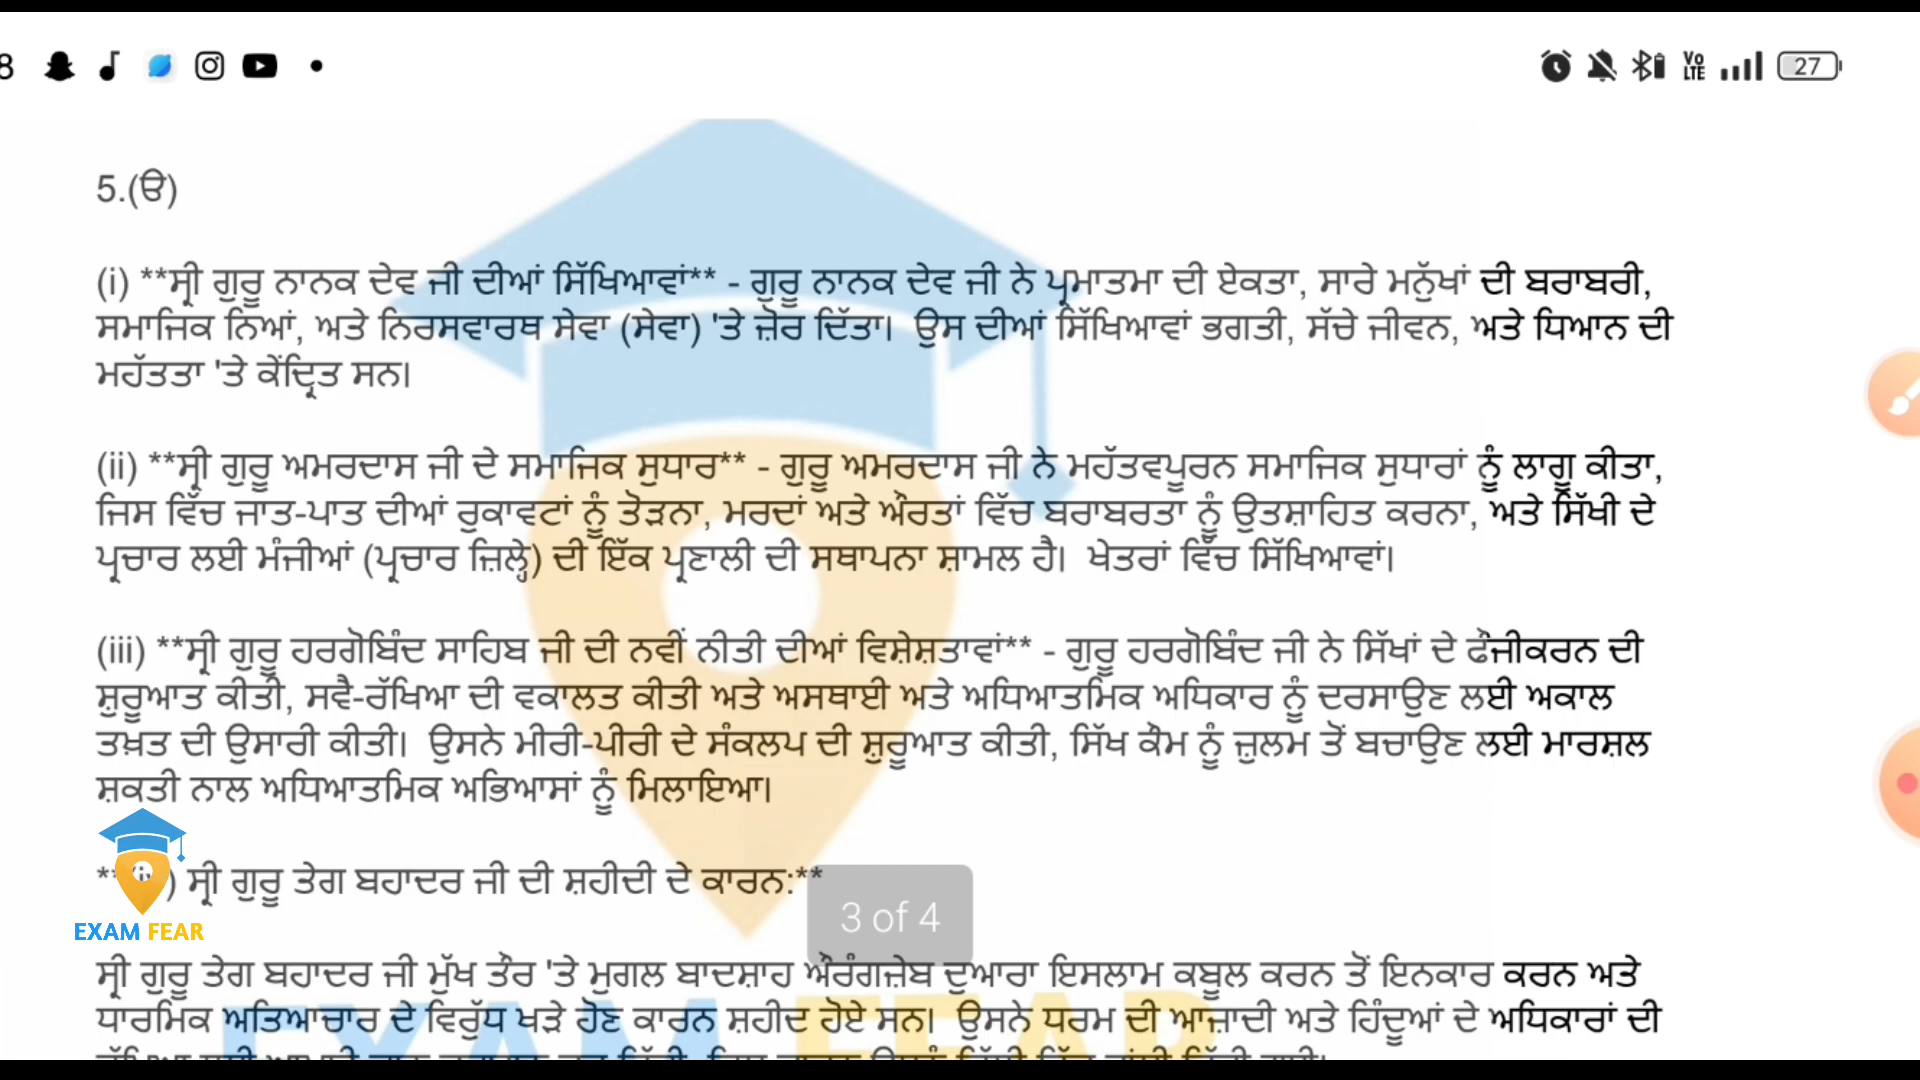 8
Vo LTE 27
5.(ੳ)
(i) **ਸ੍ਰੀ ਗੁਰੂ ਨਾਨਕ ਦੇਵ ਜੀ ਦੀਆਂ ਸਿੱਖਿਆਵਾਂ** - ਗੁਰੂ ਨਾਨਕ ਦੇਵ ਜੀ ਨੇ ਪ੍ਰਮਾਤਮਾ ਦੀ ਏਕਤਾ, ਸਾਰੇ ਮਨੁੱਖਾਂ ਦੀ ਬਰਾਬਰੀ,
ਸਮਾਜਿਕ ਨਿਆਂ, ਅਤੇ ਨਿਰਸਵਾਰਥ ਸੇਵਾ (ਸੇਵਾ) 'ਤੇ ਜ਼ੋਰ ਦਿੱਤਾ। ਉਸ ਦੀਆਂ ਸਿੱਖਿਆਵਾਂ ਭਗਤੀ, ਸੱਚੇ ਜੀਵਨ, ਅਤੇ ਧਿਆਨ ਦੀ
ਮਹੱਤਤਾ 'ਤੇ ਕੇਂਦ੍ਰਿਤ ਸਨ।
(ii) **ਸ੍ਰੀ ਗੁਰੂ ਅਮਰਦਾਸ ਜੀ ਦੇ ਸਮਾਜਿਕ ਸੁਧਾਰ** - ਗੁਰੂ ਅਮਰਦਾਸ ਜੀ ਨੇ ਮਹੱਤਵਪੂਰਨ ਸਮਾਜਿਕ ਸੁਧਾਰਾਂ ਨੂੰ ਲਾਗੂ ਕੀਤਾ,
ਜਿਸ ਵਿੱਚ ਜਾਤ-ਪਾਤ ਦੀਆਂ ਰੁਕਾਵਟਾਂ ਨੂੰ ਤੋੜਨਾ, ਮਰਦਾਂ ਅਤੇ ਔਰਤਾਂ ਵਿੱਚ ਬਰਾਬਰਤਾ ਨੂੰ ਉਤਸ਼ਾਹਿਤ ਕਰਨਾ, ਅਤੇ ਸਿੱਖੀ ਦੇ
ਪ੍ਰਚਾਰ ਲਈ ਮੰਜੀਆਂ (ਪ੍ਰਚਾਰ ਜ਼ਿਲ੍ਹੇ) ਦੀ ਇੱਕ ਪ੍ਰਣਾਲੀ ਦੀ ਸਥਾਪਨਾ ਸ਼ਾਮਲ ਹੈ। ਖੇਤਰਾਂ ਵਿੱਚ ਸਿੱਖਿਆਵਾਂ।
(iii) **ਸ੍ਰੀ ਗੁਰੂ ਹਰਗੋਬਿੰਦ ਸਾਹਿਬ ਜੀ ਦੀ ਨਵੀਂ ਨੀਤੀ ਦੀਆਂ ਵਿਸ਼ੇਸ਼ਤਾਵਾਂ** - ਗੁਰੂ ਹਰਗੋਬਿੰਦ ਜੀ ਨੇ ਸਿੱਖਾਂ ਦੇ ਫੌਜੀਕਰਨ ਦੀ
ਸ਼ੁਰੂਆਤ ਕੀਤੀ, ਸਵੈ-ਰੱਖਿਆ ਦੀ ਵਕਾਲਤ ਕੀਤੀ ਅਤੇ ਅਸਥਾਈ ਅਤੇ ਅਧਿਆਤਮਿਕ ਅਧਿਕਾਰ ਨੂੰ ਦਰਸਾਉਣ ਲਈ ਅਕਾਲ
ਤਖ਼ਤ ਦੀ ਉਸਾਰੀ ਕੀਤੀ। ਉਸਨੇ ਮੀਰੀ-ਪੀਰੀ ਦੇ ਸੰਕਲਪ ਦੀ ਸ਼ੁਰੂਆਤ ਕੀਤੀ, ਸਿੱਖ ਕੌਮ ਨੂੰ ਜ਼ੁਲਮ ਤੋਂ ਬਚਾਉਣ ਲਈ ਮਾਰਸ਼ਲ
ਸ਼ਕਤੀ ਨਾਲ ਅਧਿਆਤਮਿਕ ਅਭਿਆਸਾਂ ਨੂੰ ਮਿਲਾਇਆ।
) ਸ੍ਰੀ ਗੁਰੂ ਤੇਗ ਬਹਾਦਰ ਜੀ ਦੀ ਸ਼ਹੀਦੀ ਦੇ ਕਾਰਨ:**
3 of 4
EXAM FEAR
ਸ੍ਰੀ ਗੁਰੂ ਤੇਗ ਬਹਾਦਰ ਜੀ ਮੁੱਖ ਤੌਰ 'ਤੇ ਮੁਗਲ ਬਾਦਸ਼ਾਹ ਔਰੰਗਜ਼ੇਬ ਦੁਆਰਾ ਇਸਲਾਮ ਕਬੂਲ ਕਰਨ ਤੋਂ ਇਨਕਾਰ ਕਰਨ ਅਤੇ
ਧਾਰਮਿਕ ਅਤਿਆਚਾਰ ਦੇ ਵਿਰੁੱਧ ਖੜੇ ਹੋਣ ਕਾਰਨ ਸ਼ਹੀਦ ਹੋਏ ਸਨ। ਉਸਨੇ ਧਰਮ ਦੀ ਆਜ਼ਾਦੀ ਅਤੇ ਹਿੰਦੂਆਂ ਦੇ ਅਧਿਕਾਰਾਂ ਦੀ
EXAM FEAR